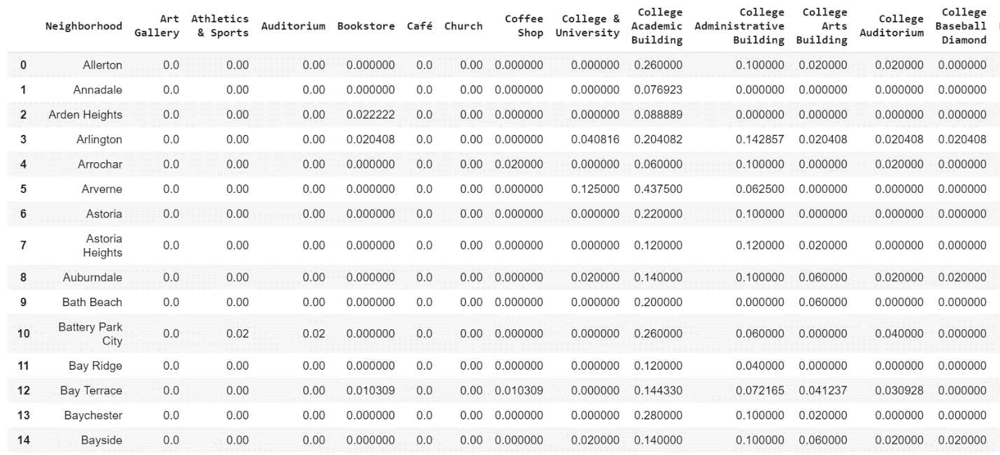 Neighborhood Art Gallery Athletics & Sports Auditorium Bookstore Café Church Coffee Shop College & University College Academic Building College Administrative Building College Arts Building College Auditorium College Baseball Diamond
0 Allerton 0.0 0.00 0.00 0.000000 0.0 0.00 0.000000 0.000000 0.260000 0.100000 0.020000 0.020000 0.000000
1 Annadale 0.0 0.00 0.00 0.000000 0.0 0.00 0.000000 0.000000 0.076923 0.000000 0.000000 0.000000 0.000000
2 Arden Heights 0.0 0.00 0.00 0.022222 0.0 0.00 0.000000 0.000000 0.088889 0.000000 0.000000 0.000000 0.000000
3 Arlington 0.0 0.00 0.00 0.020408 0.0 0.00 0.000000 0.040816 0.204082 0.142857 0.020408 0.020408 0.020408
4 Arrochar 0.0 0.00 0.00 0.000000 0.0 0.00 0.020000 0.000000 0.060000 0.100000 0.000000 0.020000 0.000000
5 Arverne 0.0 0.00 0.00 0.000000 0.0 0.00 0.000000 0.125000 0.437500 0.062500 0.000000 0.000000 0.000000
6 Astoria 0.0 0.00 0.00 0.000000 0.0 0.00 0.000000 0.000000 0.220000 0.100000 0.000000 0.000000 0.000000
7 Astoria Heights 0.0 0.00 0.00 0.000000 0.0 0.00 0.000000 0.000000 0.120000 0.120000 0.020000 0.000000 0.000000
8 Auburndale 0.0 0.00 0.00 0.000000 0.0 0.00 0.000000 0.020000 0.140000 0.100000 0.060000 0.020000 0.020000
9 Bath Beach 0.0 0.00 0.00 0.000000 0.0 0.00 0.000000 0.000000 0.200000 0.000000 0.060000 0.000000 0.000000
10 Battery Park City 0.0 0.02 0.02 0.000000 0.0 0.00 0.000000 0.000000 0.260000 0.060000 0.000000 0.040000 0.000000
11 Bay Ridge 0.0 0.00 0.00 0.000000 0.0 0.00 0.000000 0.000000 0.120000 0.040000 0.000000 0.000000 0.000000
12 Bay Terrace 0.0 0.00 0.00 0.010309 0.0 0.00 0.010309 0.000000 0.144330 0.072165 0.041237 0.030928 0.000000
13 Baychester 0.0 0.00 0.00 0.000000 0.0 0.00 0.000000 0.000000 0.280000 0.100000 0.020000 0.000000 0.000000
14 Bayside 0.0 0.00 0.00 0.000000 0.0 0.00 0.000000 0.020000 0.140000 0.100000 0.060000 0.020000 0.020000